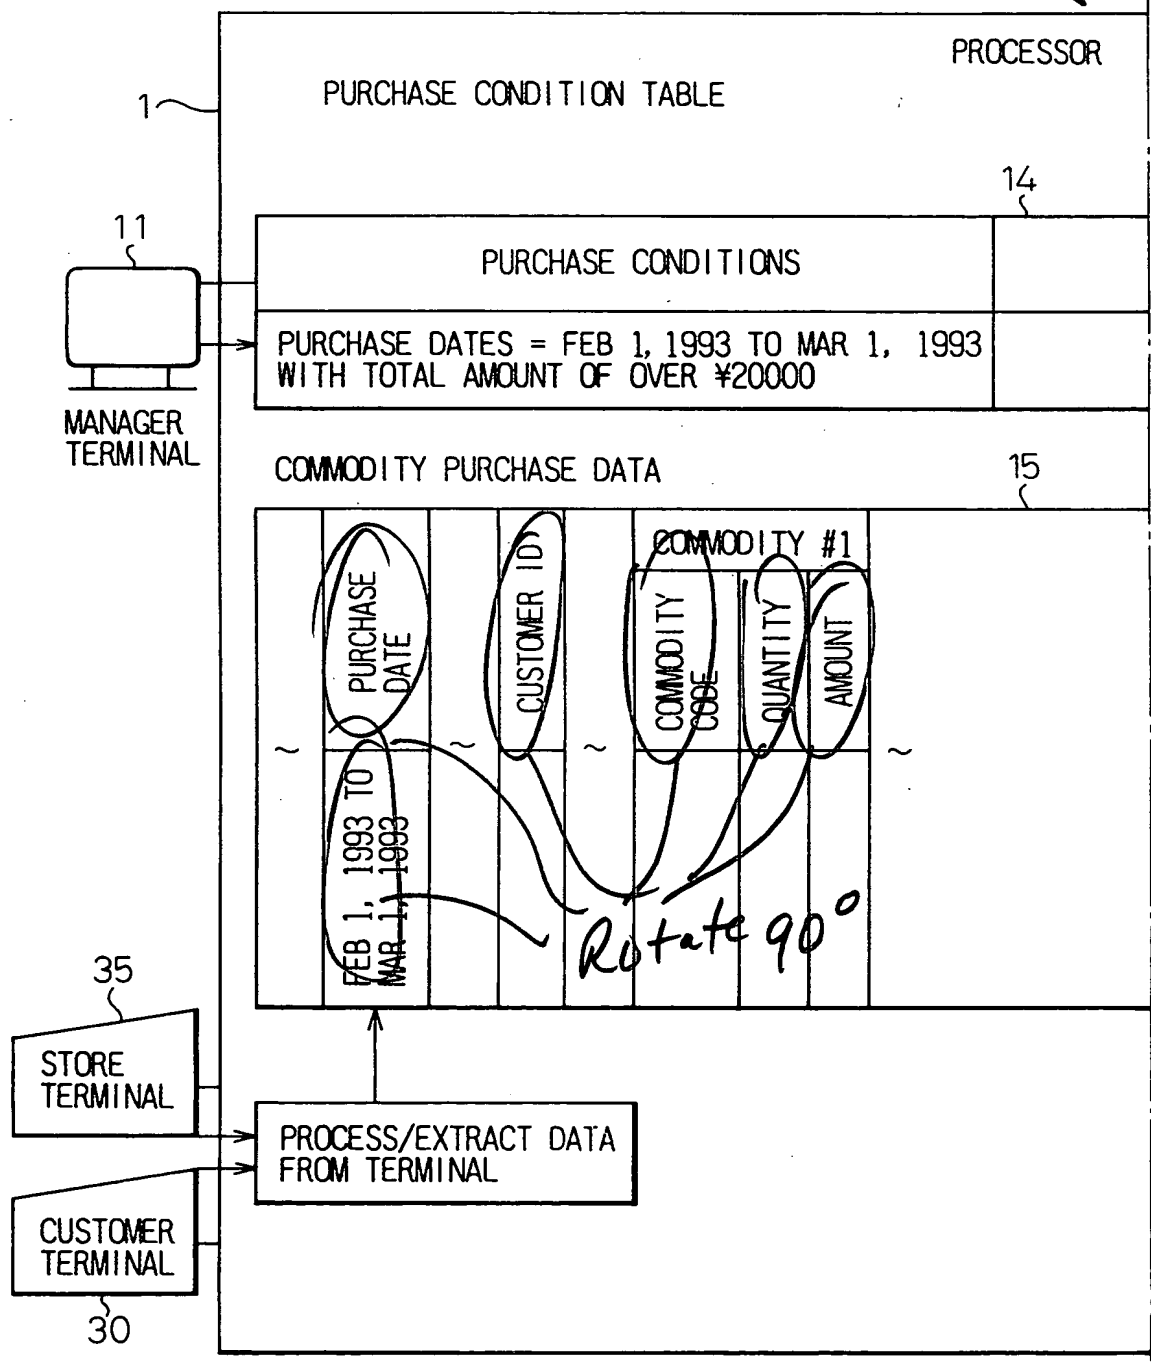 PROCESSOR
PURCHASE CONDITION TABLE
1
14
11
PURCHASE CONDITIONS
PURCHASE DATES = FEB 1, 1993 TO MAR 1, 1993
WITH TOTAL AMOUNT OF OVER ¥20000
MANAGER
TERMINAL
COMMODITY PURCHASE DATA
15
COMMODITY #1
PURCHASE
DATE
CUSTOMER ID
COMMODITY
CODE
QUANTITY
AMOUNT
~ ~ ~ ~
FEB 1, 1993 TO
MAR 1, 1993
Rotate 90°
35
STORE
TERMINAL
PROCESS/EXTRACT DATA
FROM TERMINAL
CUSTOMER
TERMINAL
30